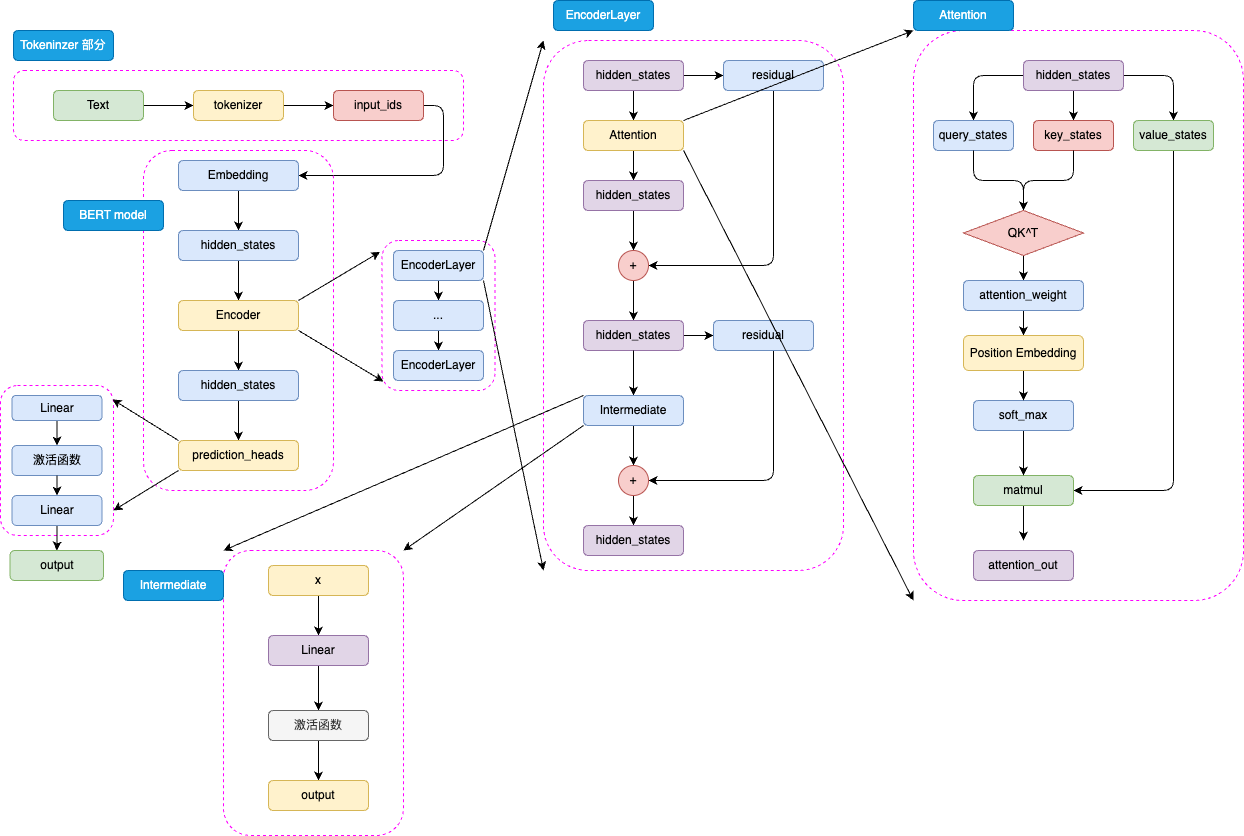 Tokeninzer 部分
Text
tokenizer
input_ids
BERT model
Embedding
hidden_states
Encoder
hidden_states
prediction_heads
EncoderLayer
...
EncoderLayer
Linear
激活函数
Linear
output
EncoderLayer
hidden_states
residual
Attention
hidden_states
+
hidden_states
residual
Intermediate
+
hidden_states
Attention
hidden_states
query_states
key_states
value_states
QK^T
attention_weight
Position Embedding
soft_max
matmul
attention_out
Intermediate
x
Linear
激活函数
output